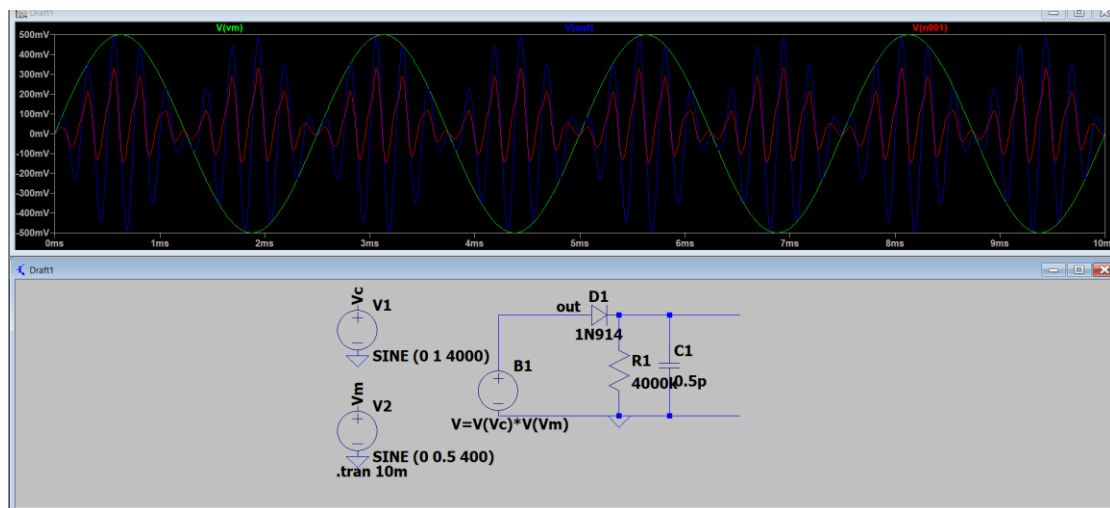 Draft1
V(vm) V(out) V(n001)
500mV
400mV
300mV
200mV
100mV
0mV
-100mV
-200mV
-300mV
-400mV
-500mV
0ms 1ms 2ms 3ms 4ms 5ms 6ms 7ms 8ms 9ms 10m
Draft1
Vc
V1
SINE (0 1 4000)
Vm
V2
SINE (0 0.5 400)
.tran 10m
B1
V=V(Vc)*V(Vm)
out
D1
1N914
R1
4000k
C1
0.5p